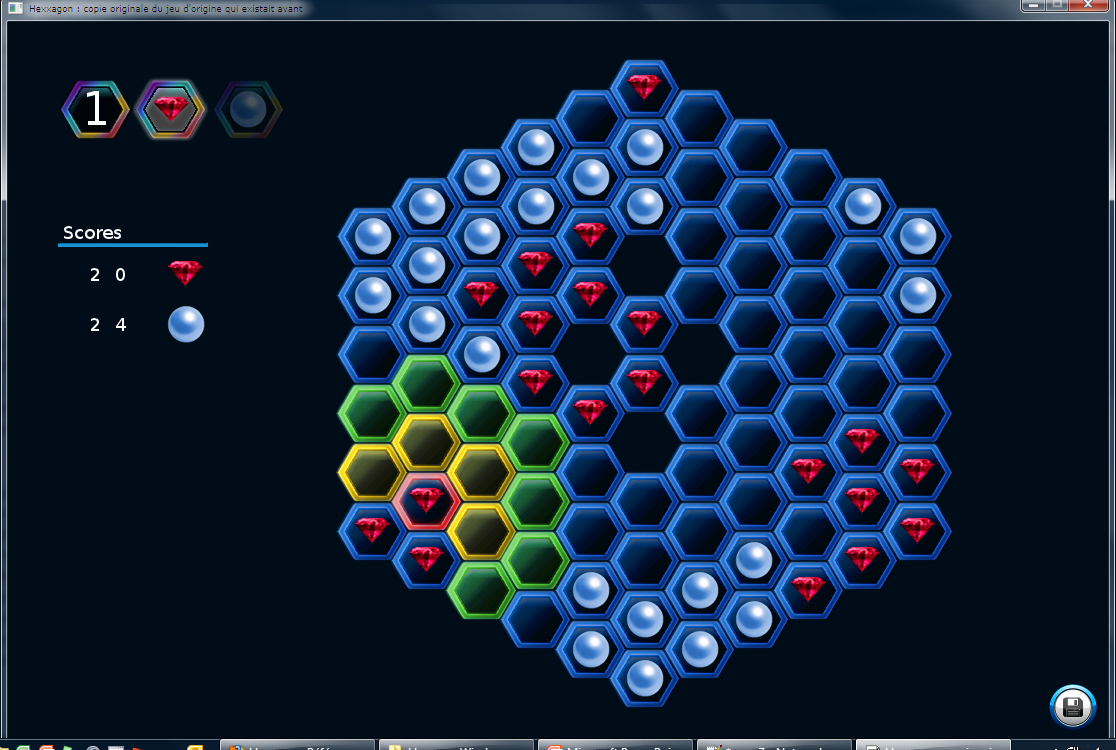 Hexxagon : copie originale du jeu d'origine qui existait avant
1
Scores
2 0
2 4